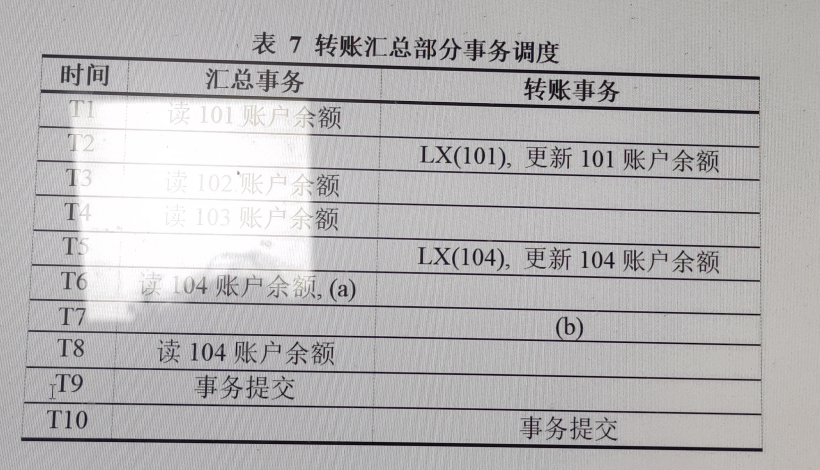 表 7 转账汇总部分事务调度
时间 汇总事务 转账事务
T1 读 101 账户余额
T2 LX(101), 更新 101 账户余额
T3 读 102 账户余额
T4 读 103 账户余额
T5 LX(104), 更新 104 账户余额
T6 读 104 账户余额, (a)
T7 (b)
T8 读 104 账户余额
T9 事务提交
T10 事务提交